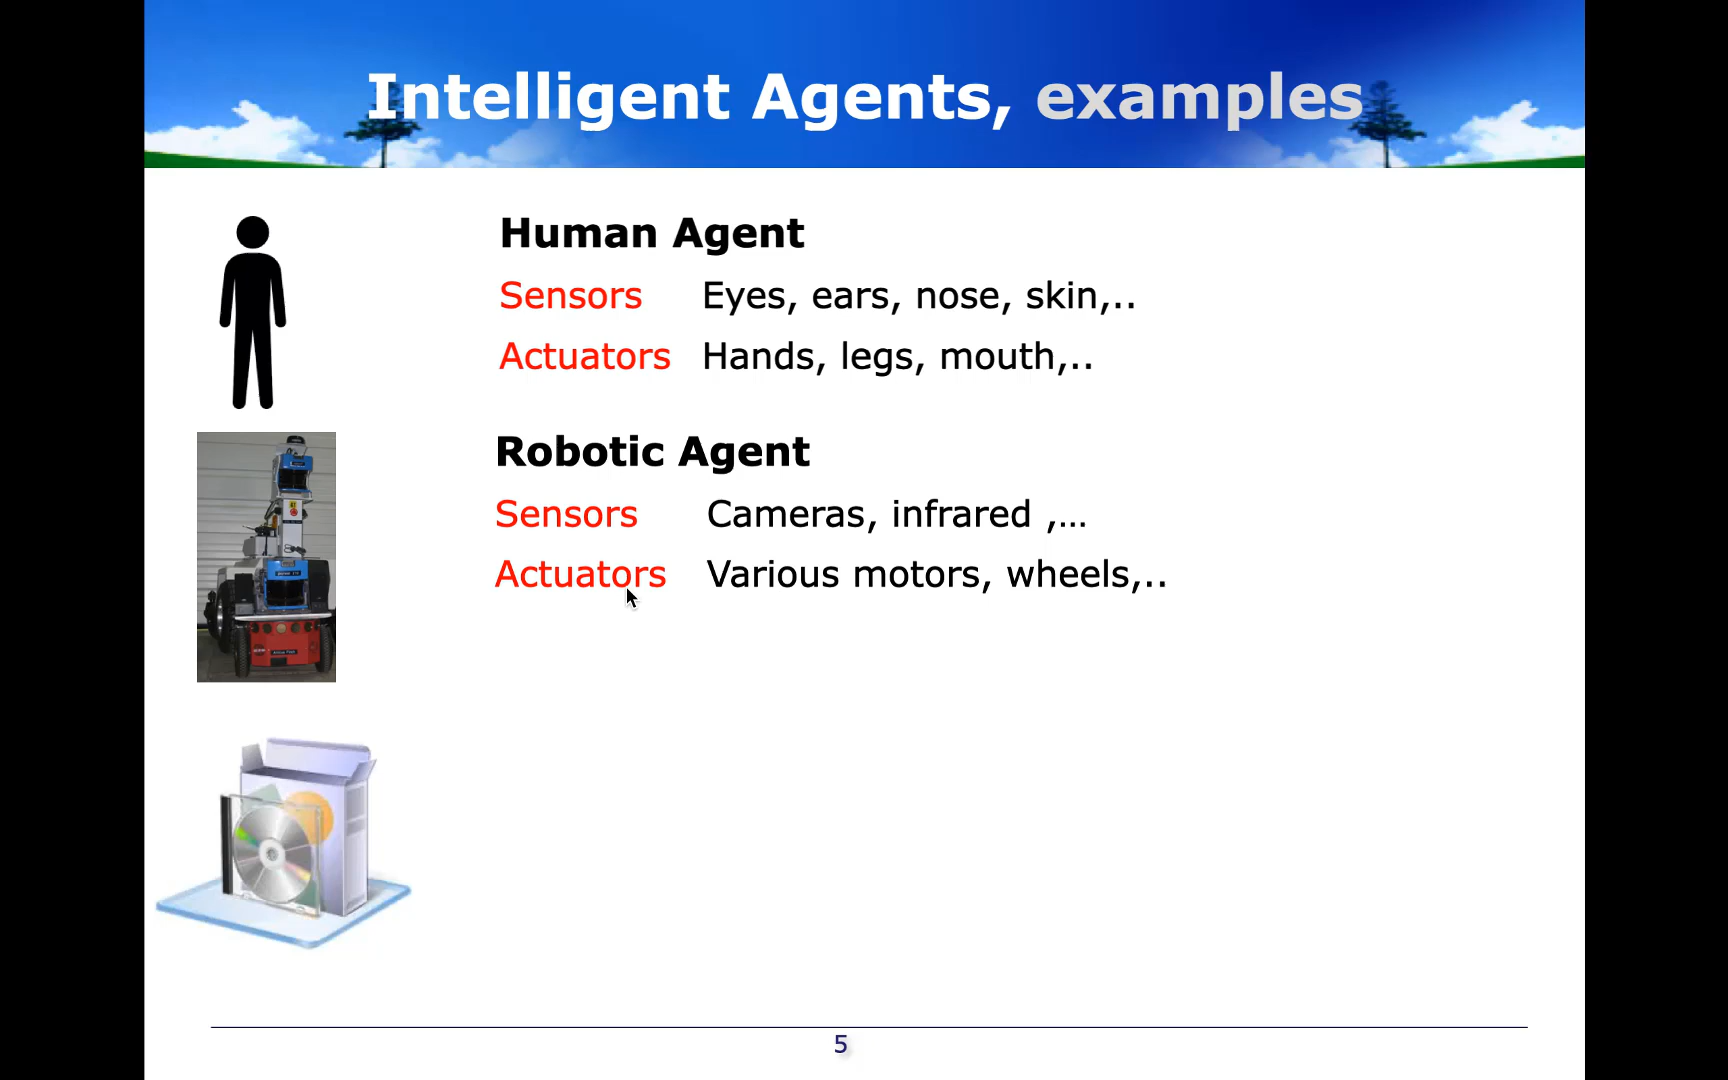 Intelligent Agents, examples
Human Agent
Sensors Eyes, ears, nose, skin,..
Actuators Hands, legs, mouth,..
Robotic Agent
Sensors Cameras, infrared ,...
Actuators Various motors, wheels,..
5